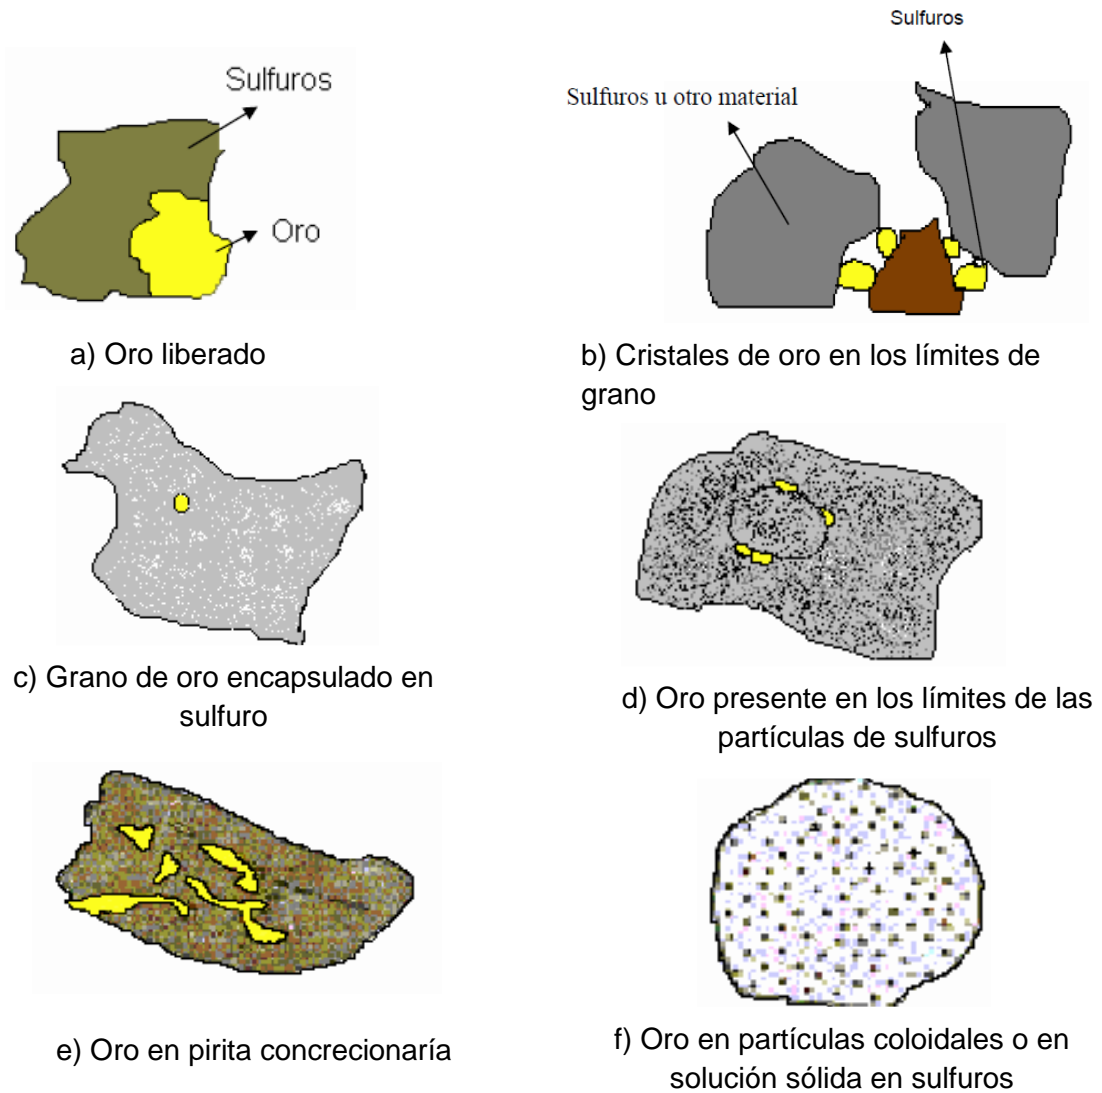 Sulfuros
Oro
a) Oro liberado
Sulfuros
Sulfuros u otro material
b) Cristales de oro en los límites de
grano
c) Grano de oro encapsulado en
sulfuro
d) Oro presente en los límites de las
partículas de sulfuros
e) Oro en pirita concrecionaría
f) Oro en partículas coloidales o en
solución sólida en sulfuros